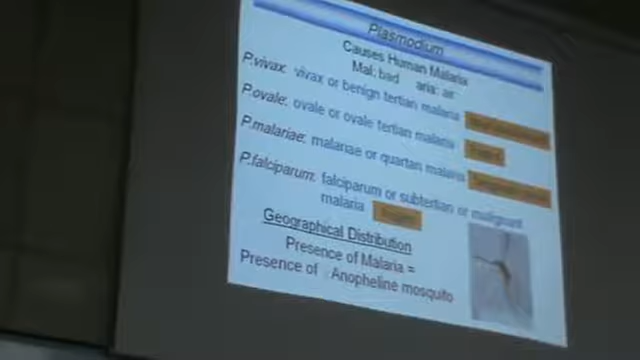 Plasmodium
Causes Human Malaria
Mal: bad aria: air
P.vivax: vivax or benign tertian malaria
P.ovale: ovale or ovale tertian malaria
P.malariae: malariae or quartan malaria
P.falciparum: falciparum or subtertian or malignant
malaria
Geographical Distribution
Presence of Malaria =
Presence of Anopheline mosquito